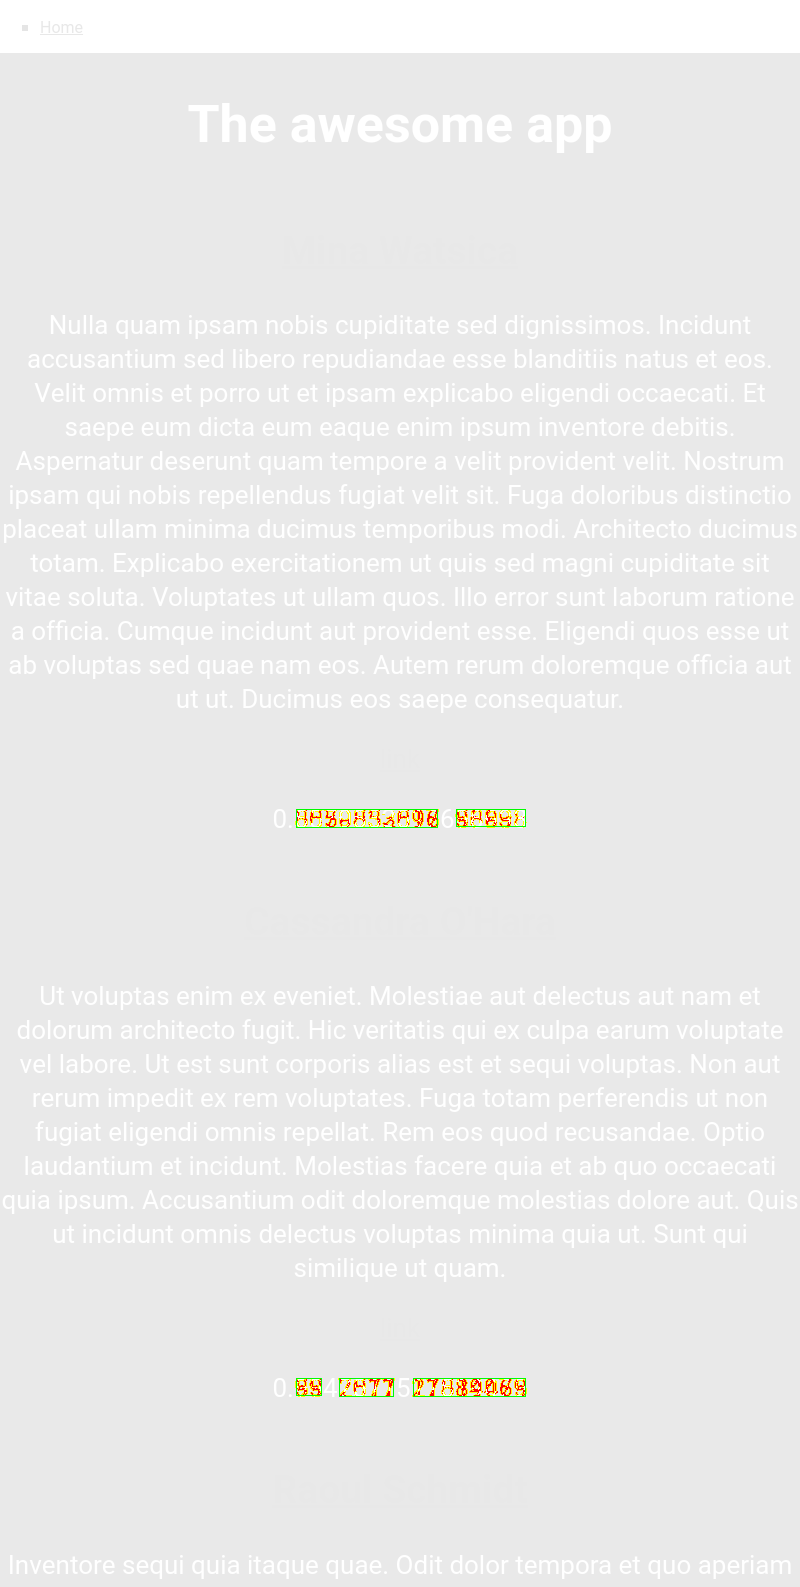 Home
The awesome app
Nulla quam ipsam nobis cupiditate sed dignissimos. Incidunt
accusantium sed libero repudiandae esse blanditiis natus et eos.
Velit omnis et porro ut et ipsam explicabo eligendi occaecati. Et
saepe eum dicta eum eaque enim ipsum inventore debitis.
Aspernatur deserunt quam tempore a velit provident velit. Nostrum
ipsam qui nobis repellendus fugiat velit sit. Fuga doloribus distinctio
placeat ullam minima ducimus temporibus modi. Architecto ducimus
totam. Explicabo exercitationem ut quis sed magni cupiditate sit
vitae soluta. Voluptates ut ullam quos. Illo error sunt laborum ratione
a officia. Cumque incidunt aut provident esse. Eligendi quos esse ut
ab voluptas sed quae nam eos. Autem rerum doloremque officia aut
ut ut. Ducimus eos saepe consequatur.
Ut voluptas enim ex eveniet. Molestiae aut delectus aut nam et
dolorum architecto fugit. Hic veritatis qui ex culpa earum voluptate
vel labore. Ut est sunt corporis alias est et sequi voluptas. Non aut
rerum impedit ex rem voluptates. Fuga totam perferendis ut non
fugiat eligendi omnis repellat. Rem eos quod recusandae. Optio
laudantium et incidunt. Molestias facere quia et ab quo occaecati
quia ipsum. Accusantium odit doloremque molestias dolore aut. Quis
ut incidunt omnis delectus voluptas minima quia ut. Sunt qui
similique ut quam.
Inventore sequi quia itaque quae. Odit dolor tempora et quo aperiam